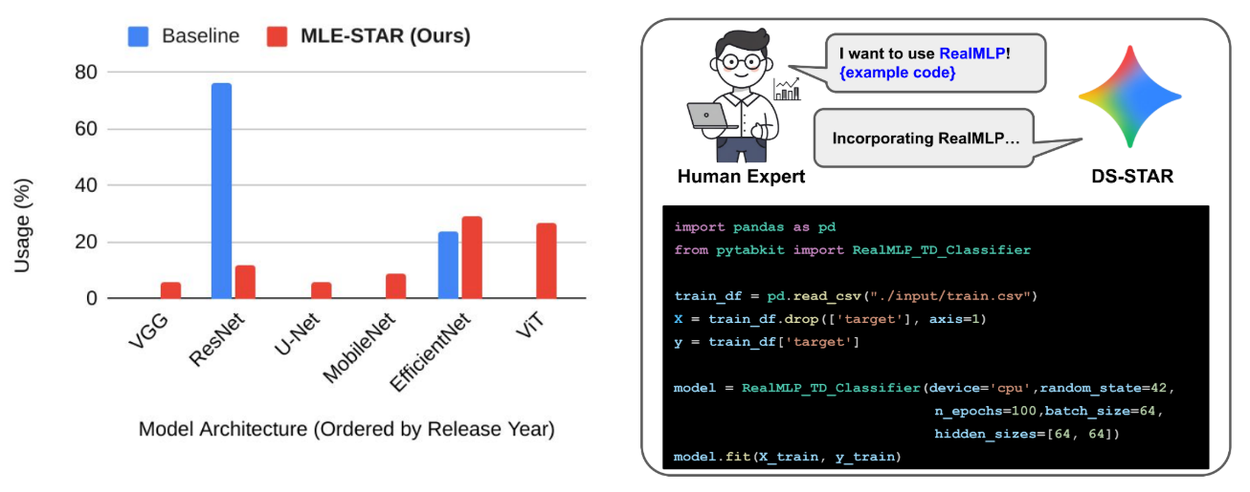 Baseline
MLE-STAR (Ours)
80
60
40
20
0
Usage (%)
VGG
ResNet
U-Net
MobileNet
EfficientNet
ViT
Model Architecture (Ordered by Release Year)
I want to use RealMLP!
{example code}
Incorporating RealMLP...
Human Expert
DS-STAR
import pandas as pd
from pytabkit import RealMLP_TD_Classifier
train_df = pd.read_csv("./input/train.csv")
X = train_df.drop(['target'], axis=1)
y = train_df['target']
model = RealMLP_TD_Classifier(device='cpu',random_state=42,
n_epochs=100,batch_size=64,
hidden_sizes=[64, 64])
model.fit(X_train, y_train)